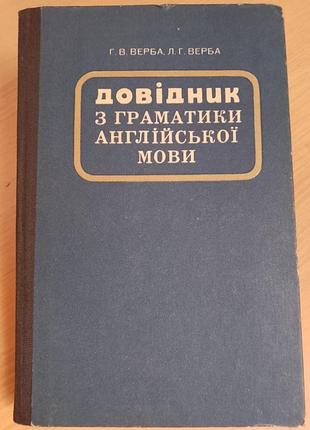 Г. В. ВЕРБА, Л. Г. ВЕРБА
ДОВІДНИК
З ГРАМАТИКИ
АНГЛІЙСЬКОЇ
МОВИ